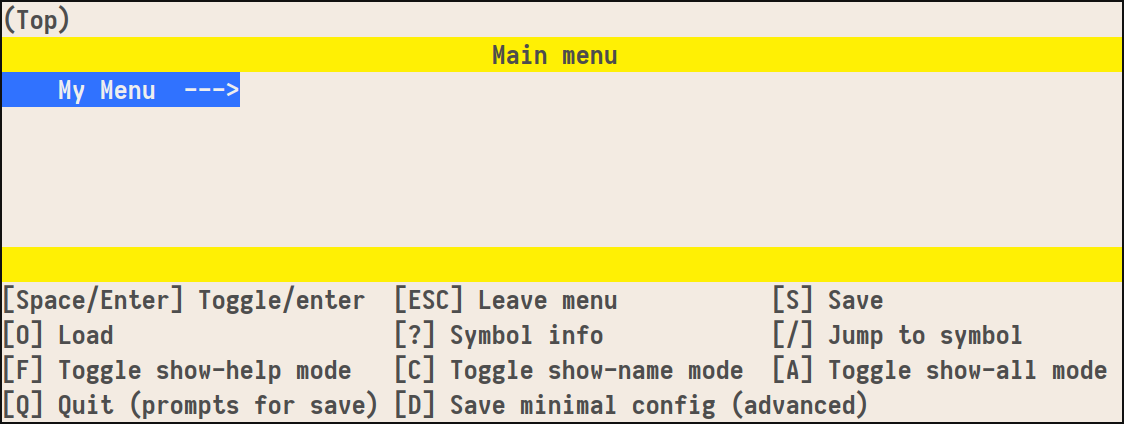 (Top)
Main menu
My Menu  --->
[Space/Enter] Toggle/enter  [ESC] Leave menu           [S] Save
[O] Load                    [?] Symbol info            [/] Jump to symbol
[F] Toggle show-help mode   [C] Toggle show-name mode  [A] Toggle show-all mode
[Q] Quit (prompts for save) [D] Save minimal config (advanced)